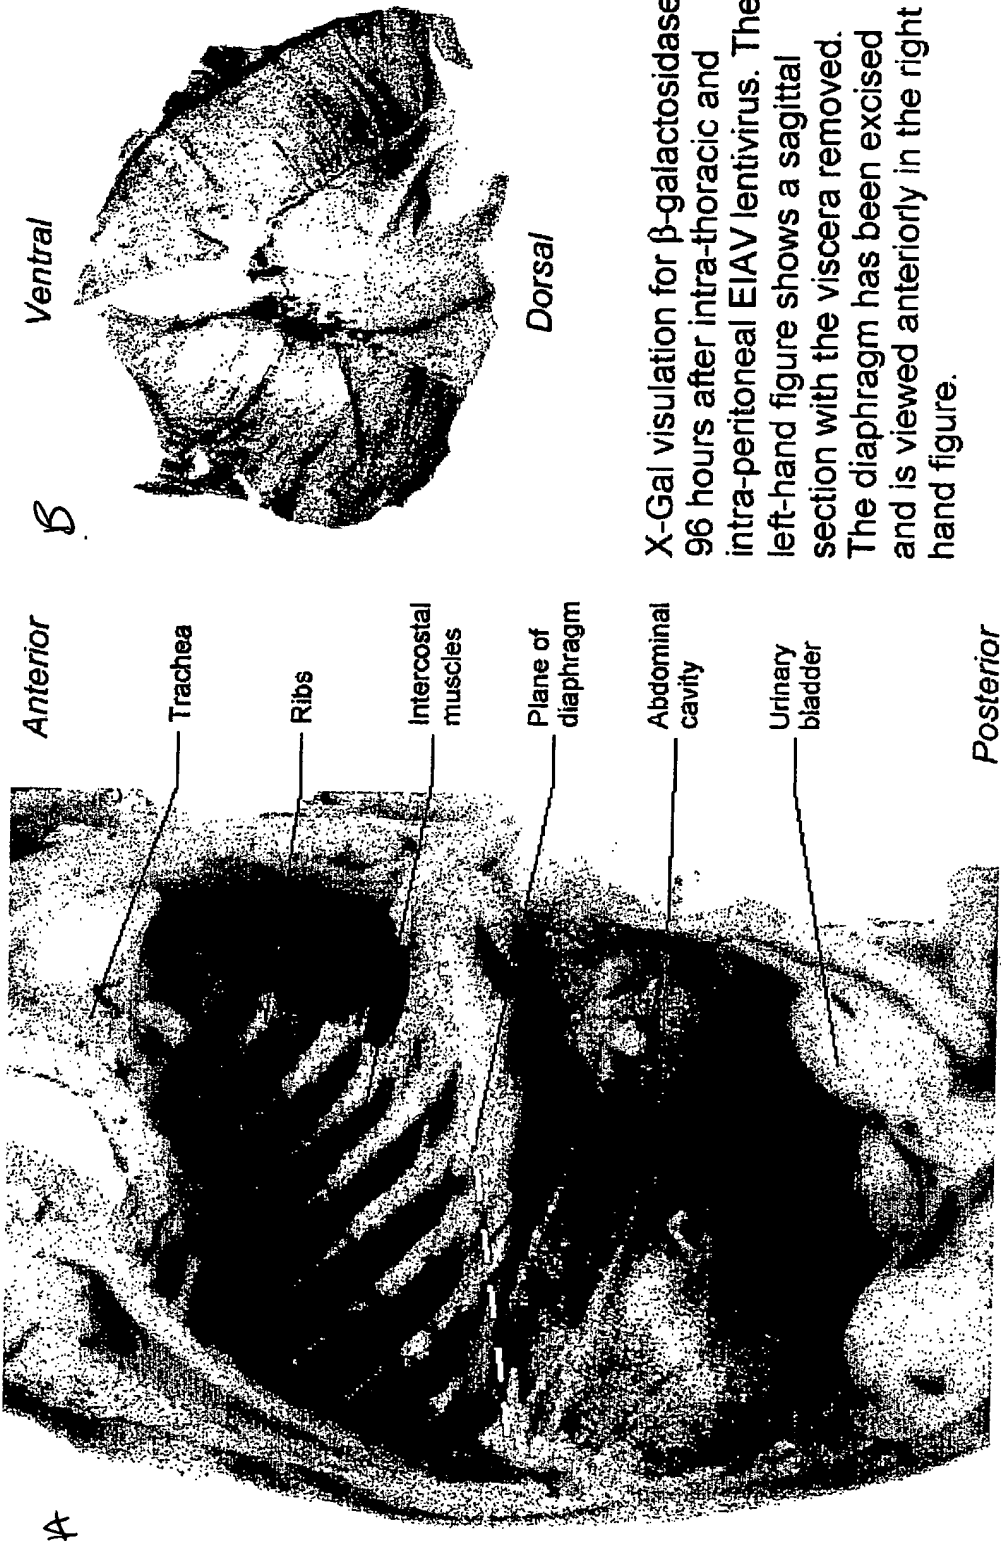 A
Anterior
Trachea
Ribs
Intercostal
muscles
Plane of
diaphragm
Abdominal
cavity
Urinary
bladder
Posterior
B
Ventral
Dorsal
X-Gal visulation for β-galactosidase
96 hours after intra-thoracic and
intra-peritoneal EIAV lentivirus. The
left-hand figure shows a sagittal
section with the viscera removed.
The diaphragm has been excised
and is viewed anteriorly in the right
hand figure.